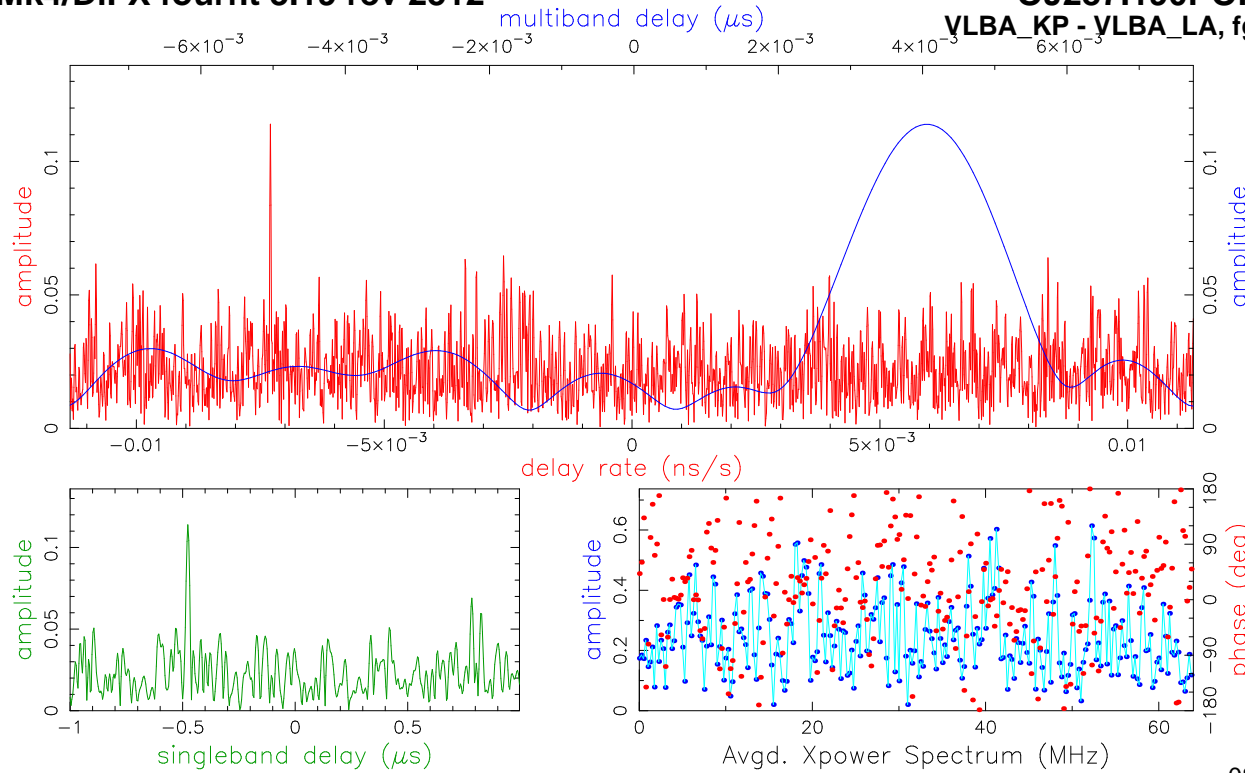 multiband delay (μs)
VLBA_KP - VLBA_LA,
−6×10⁻³ −4×10⁻³ −2×10⁻³ 0 2×10⁻³ 4×10⁻³ 6×10⁻³
amplitude
0 0.05 0.1
0 0.05 0.1
amplitude
−0.01 −5×10⁻³ 0 5×10⁻³ 0.01
delay rate (ns/s)
amplitude
0 0.05 0.1
−1 −0.5 0 0.5
singleband delay (μs)
amplitude
0 0.2 0.4 0.6
−180 −90 0 90 180
phase (deg)
0 20 40 60
Avgd. Xpower Spectrum (MHz)